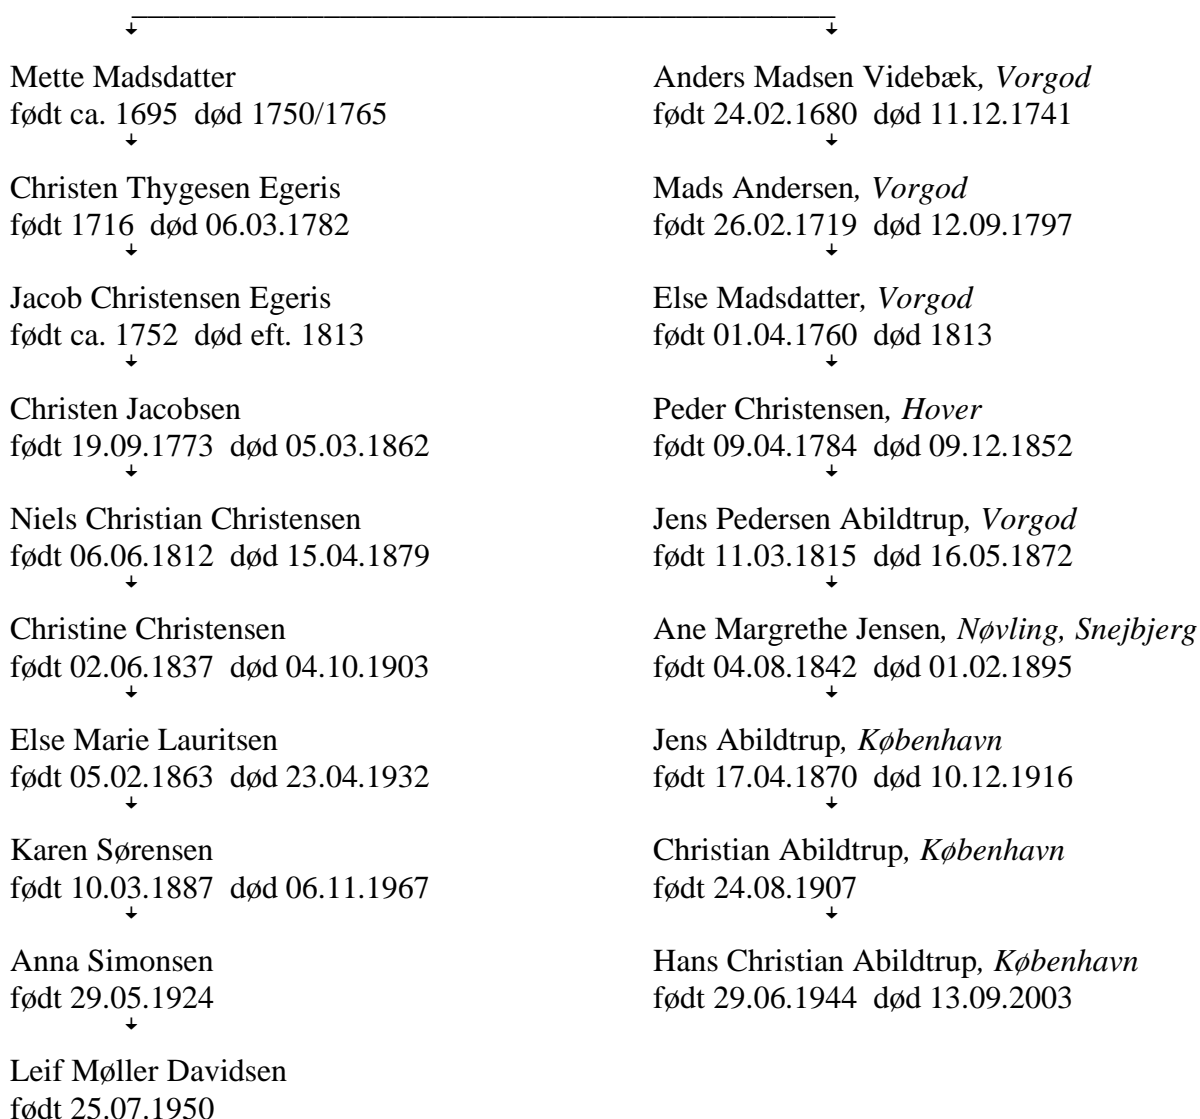 Mette Madsdatter
født ca. 1695 død 1750/1765
Christen Thygesen Egeris
født 1716 død 06.03.1782
Jacob Christensen Egeris
født ca. 1752 død eft. 1813
Christen Jacobsen
født 19.09.1773 død 05.03.1862
Niels Christian Christensen
født 06.06.1812 død 15.04.1879
Christine Christensen
født 02.06.1837 død 04.10.1903
Else Marie Lauritsen
født 05.02.1863 død 23.04.1932
Karen Sørensen
født 10.03.1887 død 06.11.1967
Anna Simonsen
født 29.05.1924
Leif Møller Davidsen
født 25.07.1950
Anders Madsen Videbæk, Vorgod
født 24.02.1680 død 11.12.1741
Mads Andersen, Vorgod
født 26.02.1719 død 12.09.1797
Else Madsdatter, Vorgod
født 01.04.1760 død 1813
Peder Christensen, Hover
født 09.04.1784 død 09.12.1852
Jens Pedersen Abildtrup, Vorgod
født 11.03.1815 død 16.05.1872
Ane Margrethe Jensen, Nøvling, Snejbjerg
født 04.08.1842 død 01.02.1895
Jens Abildtrup, København
født 17.04.1870 død 10.12.1916
Christian Abildtrup, København
født 24.08.1907
Hans Christian Abildtrup, København
født 29.06.1944 død 13.09.2003